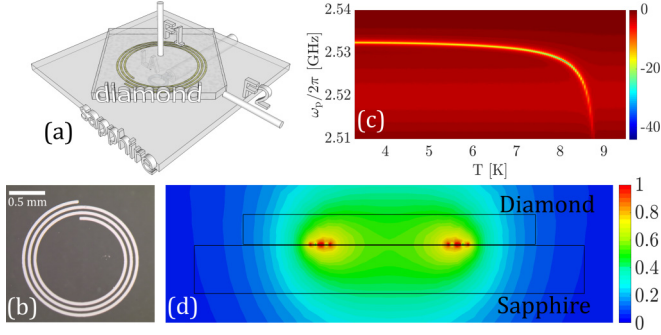 F1
diamond
F2
sapphire
(a)
2.54
2.53
2.52
2.51
ωp/2π [GHz]
(c)
4 5 6 7 8 9
T [K]
0
-20
-40
0.5 mm
(b)
Diamond
Sapphire
(d)
1
0.8
0.6
0.4
0.2
0